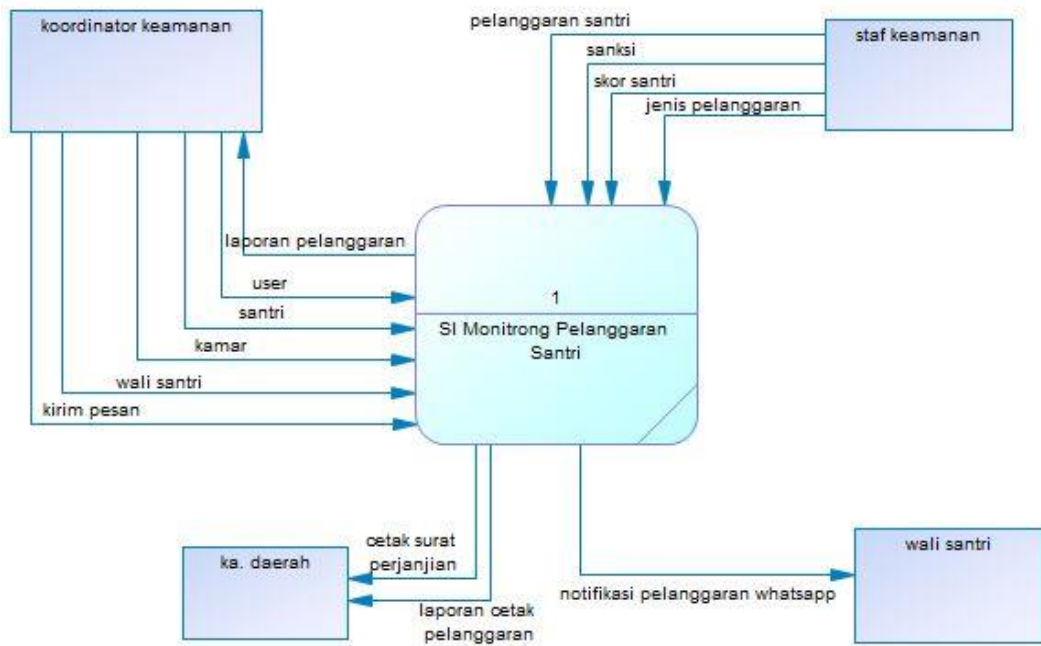 koordinator keamanan
pelanggaran santri
sanksi
skor santri
jenis pelanggaran
staf keamanan
laporan pelanggaran
user
santri
kamar
wali santri
kirim pesan
1
SI Monitrong Pelanggaran
Santri
cetak surat
perjanjian
ka. daerah
laporan cetak
pelanggaran
notifikasi pelanggaran whatsapp
wali santri